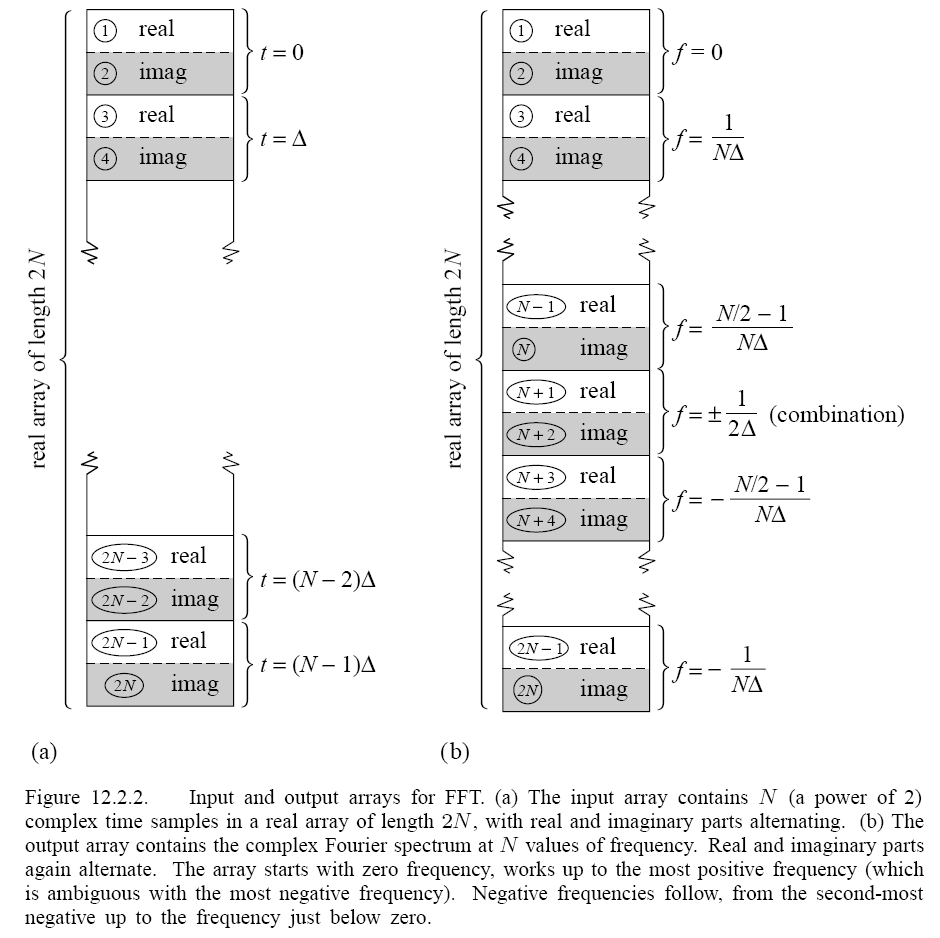 real array of length 2N
① real
② imag
t = 0
③ real
④ imag
t = Δ
2N − 3 real
2N − 2 imag
t = (N − 2)Δ
2N − 1 real
2N imag
t = (N − 1)Δ
(a)
real array of length 2N
① real
② imag
f = 0
③ real
④ imag
f = 1/NΔ
N − 1 real
N imag
f = N/2 − 1/NΔ
N + 1 real
N + 2 imag
f = ± 1/2Δ (combination)
N + 3 real
N + 4 imag
f = − N/2 − 1/NΔ
2N − 1 real
2N imag
f = − 1/NΔ
(b)
Figure 12.2.2. Input and output arrays for FFT. (a) The input array contains N (a power of 2)
complex time samples in a real array of length 2N, with real and imaginary parts alternating. (b) The
output array contains the complex Fourier spectrum at N values of frequency. Real and imaginary parts
again alternate. The array starts with zero frequency, works up to the most positive frequency (which
is ambiguous with the most negative frequency). Negative frequencies follow, from the second-most
negative up to the frequency just below zero.